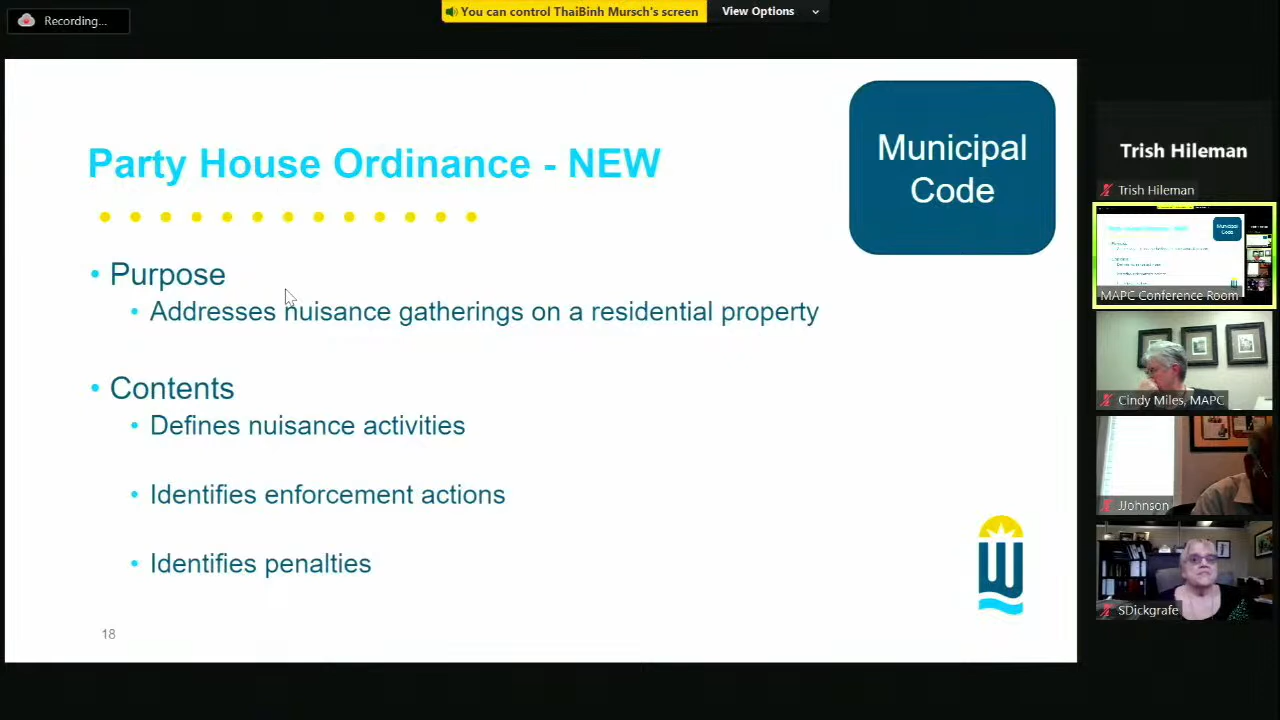 Recording...
You can control ThaiBinh Mursch's screen
View Options
Party House Ordinance - NEW
Municipal
Code
• Purpose
• Addresses nuisance gatherings on a residential property
• Contents
• Defines nuisance activities
• Identifies enforcement actions
• Identifies penalties
18
Trish Hileman
Trish Hileman
MAPC Conference Room
Cindy Miles, MAPC
JJohnson
SDickgrafe